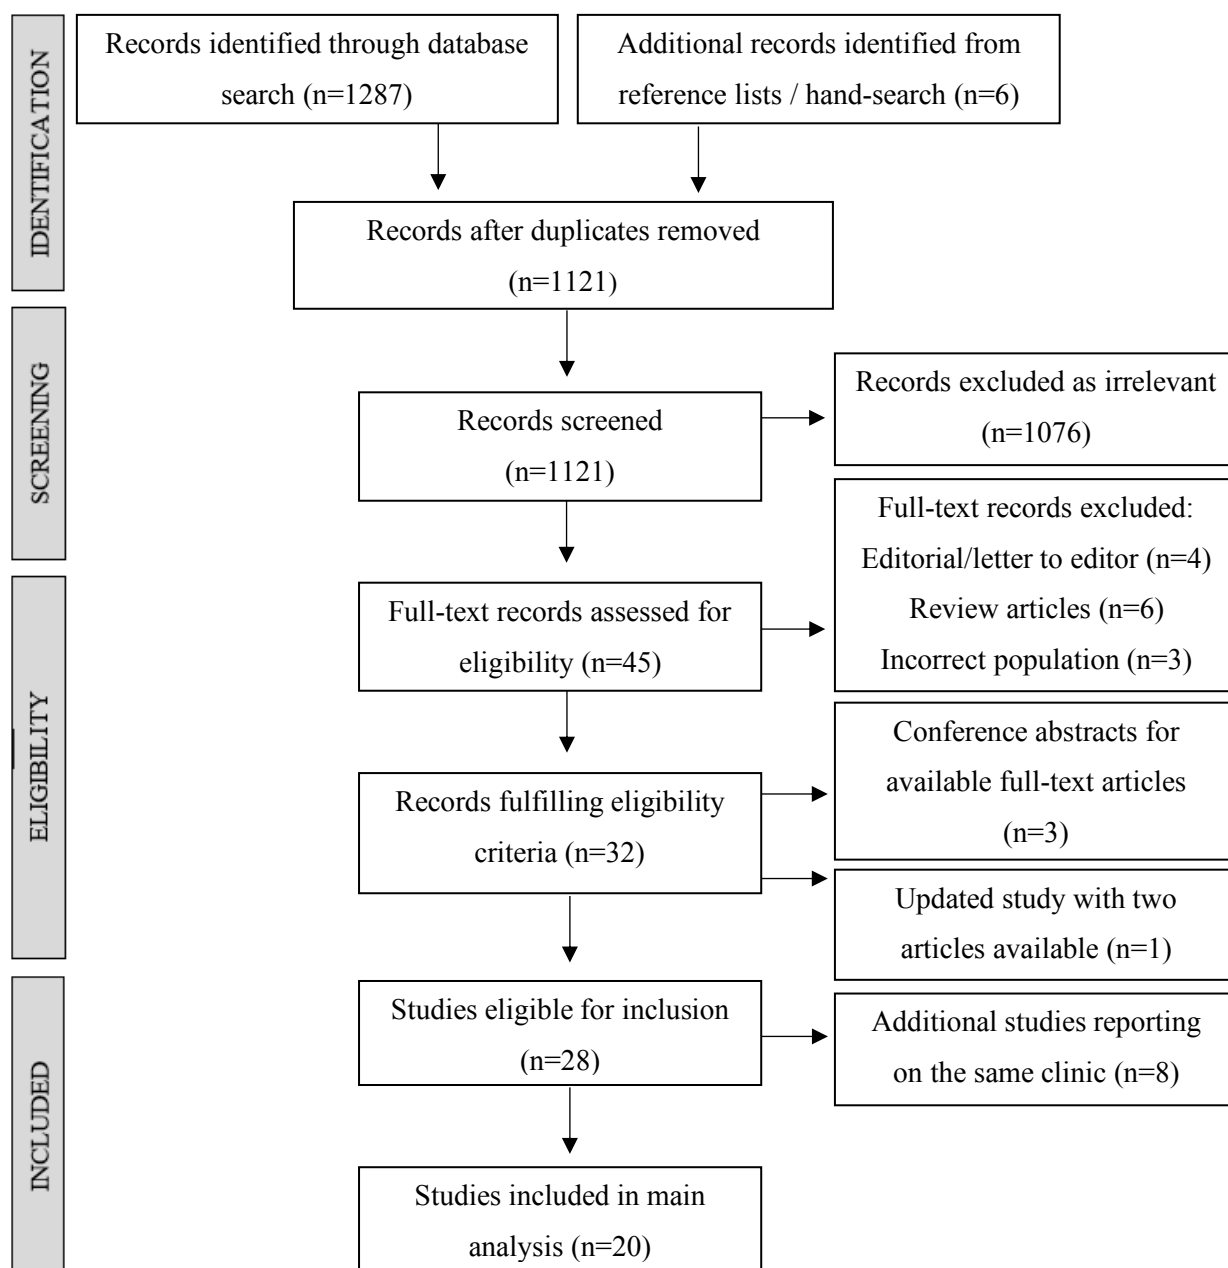 IDENTIFICATION
Records identified through database
search (n=1287)
Additional records identified from
reference lists / hand-search (n=6)
Records after duplicates removed
(n=1121)
SCREENING
Records screened
(n=1121)
Records excluded as irrelevant
(n=1076)
ELIGIBILITY
Full-text records assessed for
eligibility (n=45)
Full-text records excluded:
Editorial/letter to editor (n=4)
Review articles (n=6)
Incorrect population (n=3)
Records fulfilling eligibility
criteria (n=32)
Conference abstracts for
available full-text articles
(n=3)
Updated study with two
articles available (n=1)
INCLUDED
Studies eligible for inclusion
(n=28)
Additional studies reporting
on the same clinic (n=8)
Studies included in main
analysis (n=20)